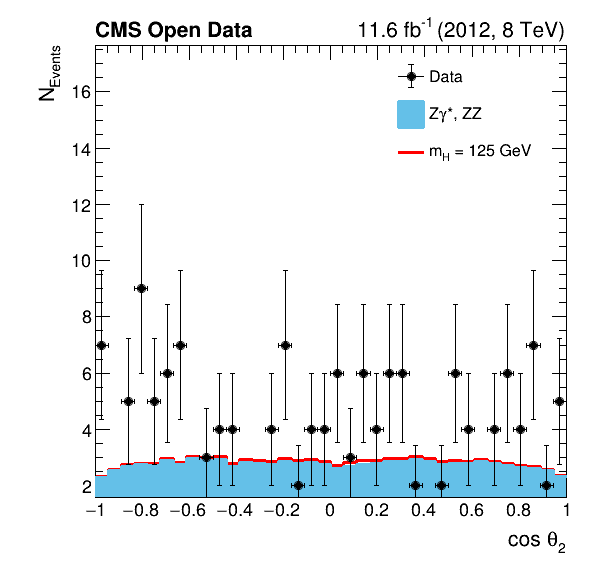 CMS Open Data 11.6 fb⁻¹ (2012, 8 TeV)
N_Events
Data
Zγ*, ZZ
m_H = 125 GeV
16
14
12
10
8
6
4
2
−1 −0.8 −0.6 −0.4 −0.2 0 0.2 0.4 0.6 0.8 1
cos θ₂